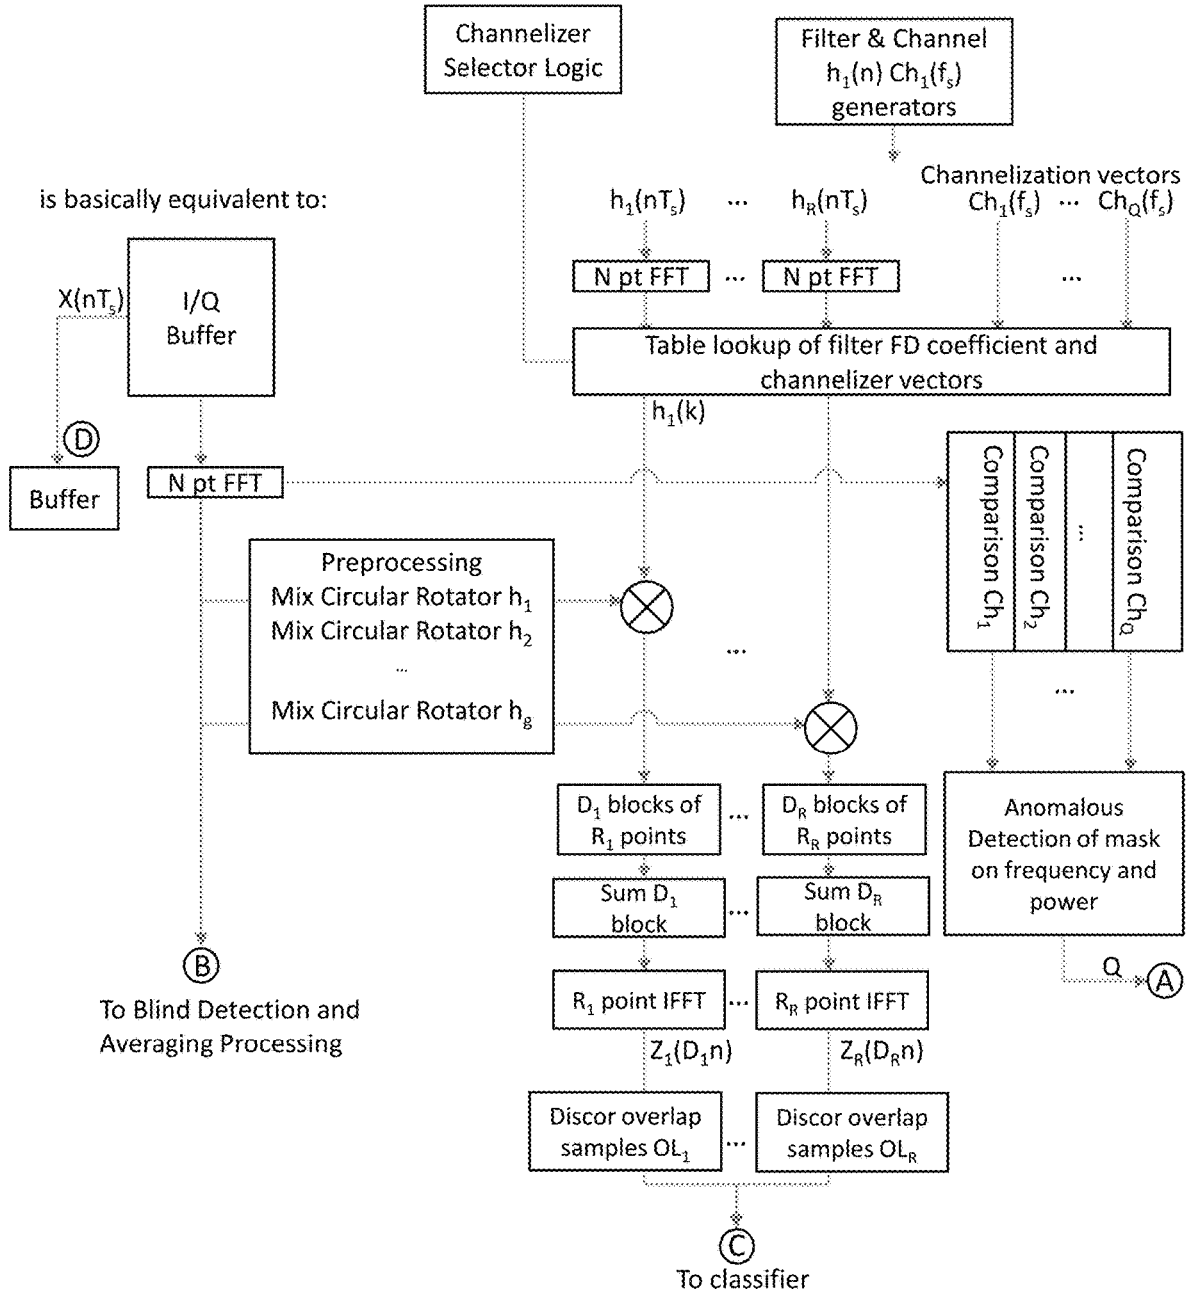 Channelizer
Selector Logic
Filter & Channel
h1(n) Ch1(fs)
generators
Channelization vectors
is basically equivalent to:
h1(nTs) ... hR(nTs)
Ch1(fs) ... ChQ(fs)
N pt FFT ... N pt FFT
...
X(nTs)
I/Q
Buffer
Table lookup of filter FD coefficient and
channelizer vectors
h1(k)
D
Buffer
N pt FFT
Comparison Ch1
Comparison Ch2
...
Comparison ChQ
Preprocessing
Mix Circular Rotator h1
Mix Circular Rotator h2
...
Mix Circular Rotator hg
...
...
D1 blocks of
R1 points
...
DR blocks of
RR points
Anomalous
Detection of mask
on frequency and
power
Sum D1
block
...
Sum DR
block
Q
A
B
To Blind Detection and
Averaging Processing
R1 point IFFT ... RR point IFFT
Z1(D1n)
ZR(DRn)
Discor overlap
samples OL1
...
Discor overlap
samples OLR
C
To classifier